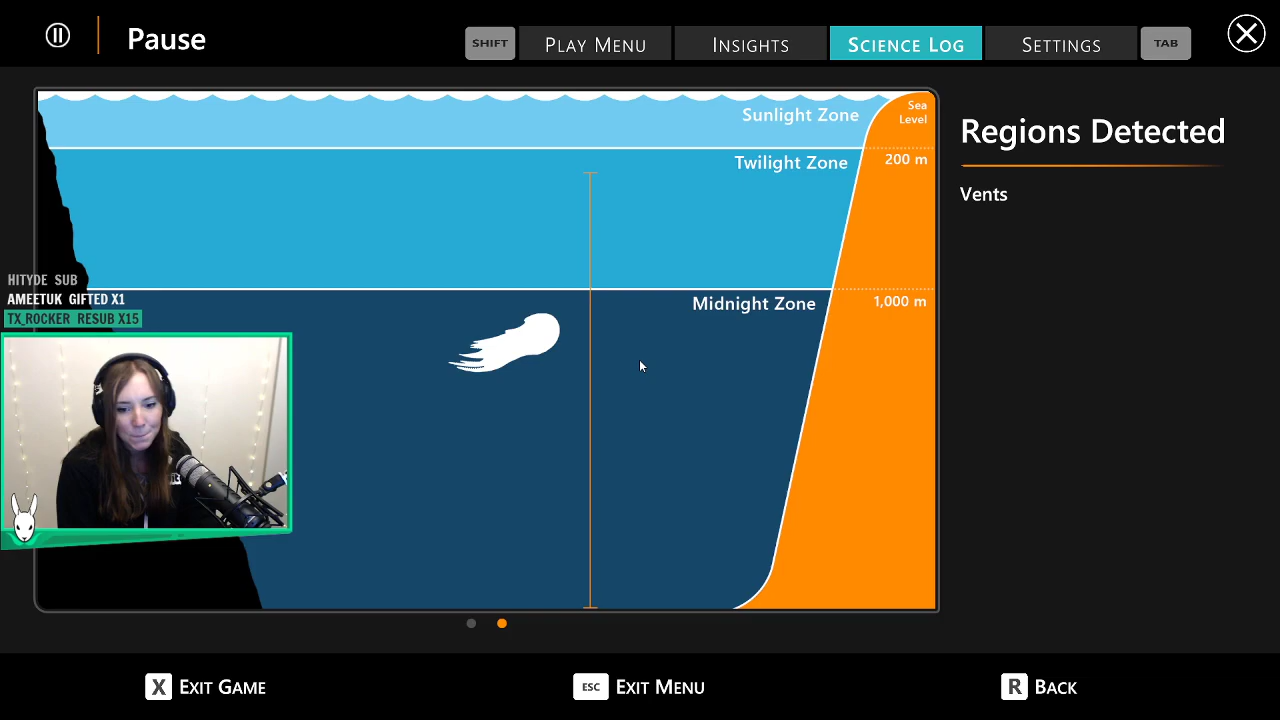 Pause
SHIFT
PLAY MENU
INSIGHTS
SCIENCE LOG
SETTINGS
TAB
Sunlight Zone
Sea
Level
Regions Detected
Twilight Zone
200 m
Vents
HITYDE SUB
AMEETUK GIFTED X1
TX_ROCKER RESUB X15
Midnight Zone
1,000 m
X EXIT GAME
ESC EXIT MENU
R BACK